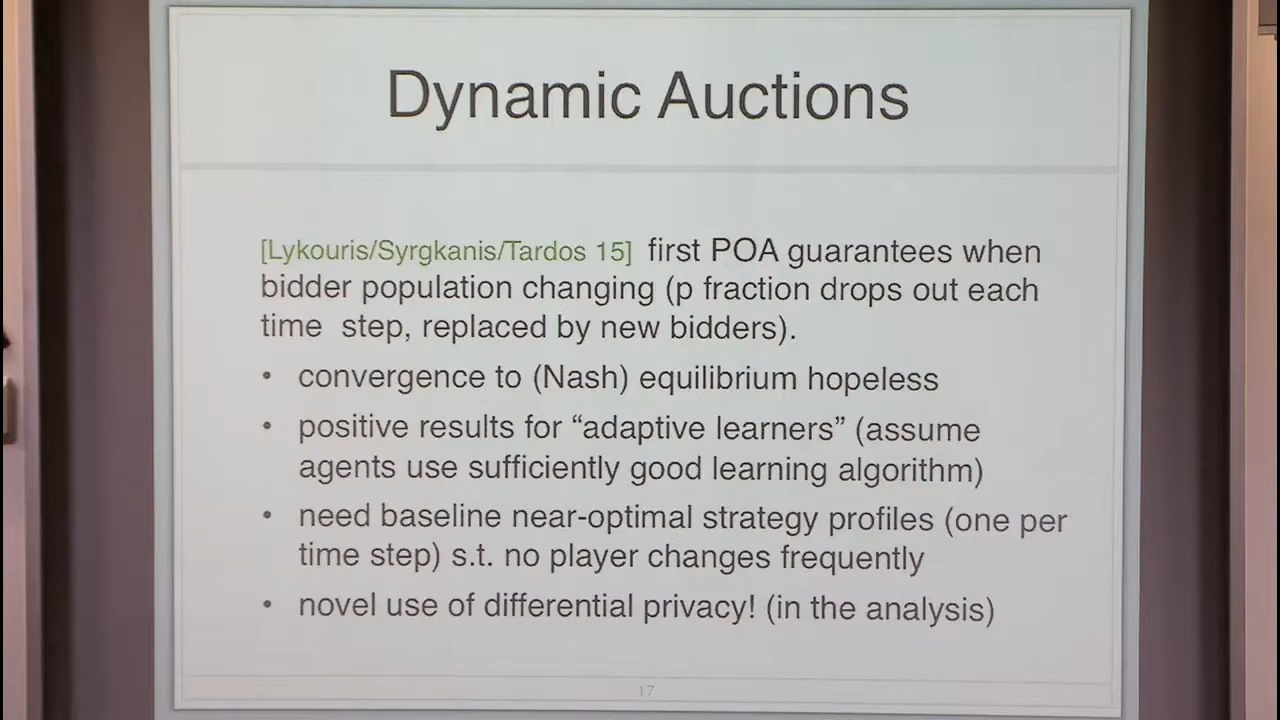 Dynamic Auctions
[Lykouris/Syrgkanis/Tardos 15] first POA guarantees when
bidder population changing (p fraction drops out each
time step, replaced by new bidders).
• convergence to (Nash) equilibrium hopeless
• positive results for “adaptive learners” (assume
agents use sufficiently good learning algorithm)
• need baseline near-optimal strategy profiles (one per
time step) s.t. no player changes frequently
• novel use of differential privacy! (in the analysis)
17